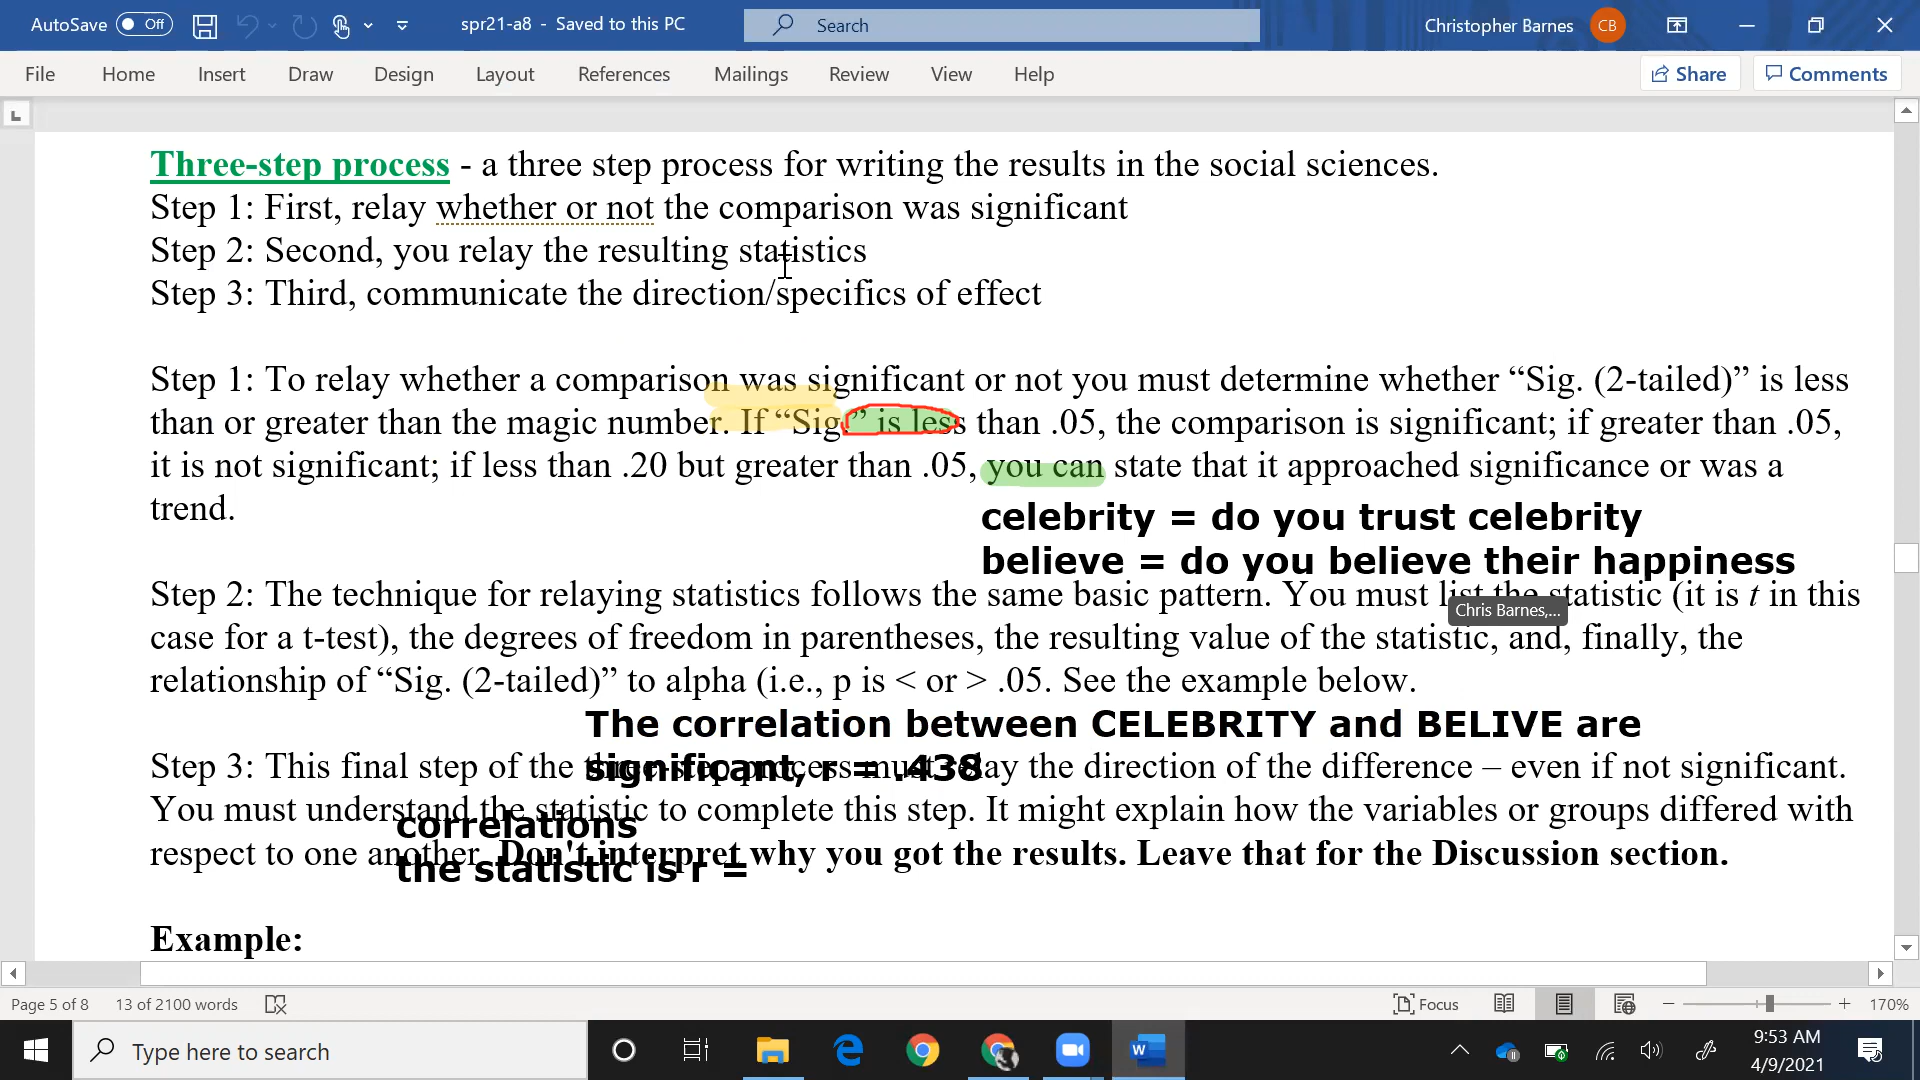 AutoSave Off spr21-a8 - Saved to this PC Search Christopher Barnes CB
File Home Insert Draw Design Layout References Mailings Review View Help Share Comments
Three-step process - a three step process for writing the results in the social sciences.
Step 1: First, relay whether or not the comparison was significant
Step 2: Second, you relay the resulting statistics
Step 3: Third, communicate the direction/specifics of effect
Step 1: To relay whether a comparison was significant or not you must determine whether “Sig. (2-tailed)” is less
than or greater than the magic number. If “Sig.” is less than .05, the comparison is significant; if greater than .05,
it is not significant; if less than .20 but greater than .05, you can state that it approached significance or was a
trend.
celebrity = do you trust celebrity
believe = do you believe their happiness
Step 2: The technique for relaying statistics follows the same basic pattern. You must list the statistic (it is t in this
Chris Barnes,...
case for a t-test), the degrees of freedom in parentheses, the resulting value of the statistic, and, finally, the
relationship of “Sig. (2-tailed)” to alpha (i.e., p is < or > .05. See the example below.
The correlation between CELEBRITY and BELIVE are
significant, r = .438
Step 3: This final step of the three-step process must relay the direction of the difference – even if not significant.
You must understand the statistic to complete this step. It might explain how the variables or groups differed with
correlations
respect to one another. Don't interpret why you got the results. Leave that for the Discussion section.
the statistic is r =
Example:
Page 5 of 8 13 of 2100 words Focus 170%
Type here to search 9:53 AM
4/9/2021